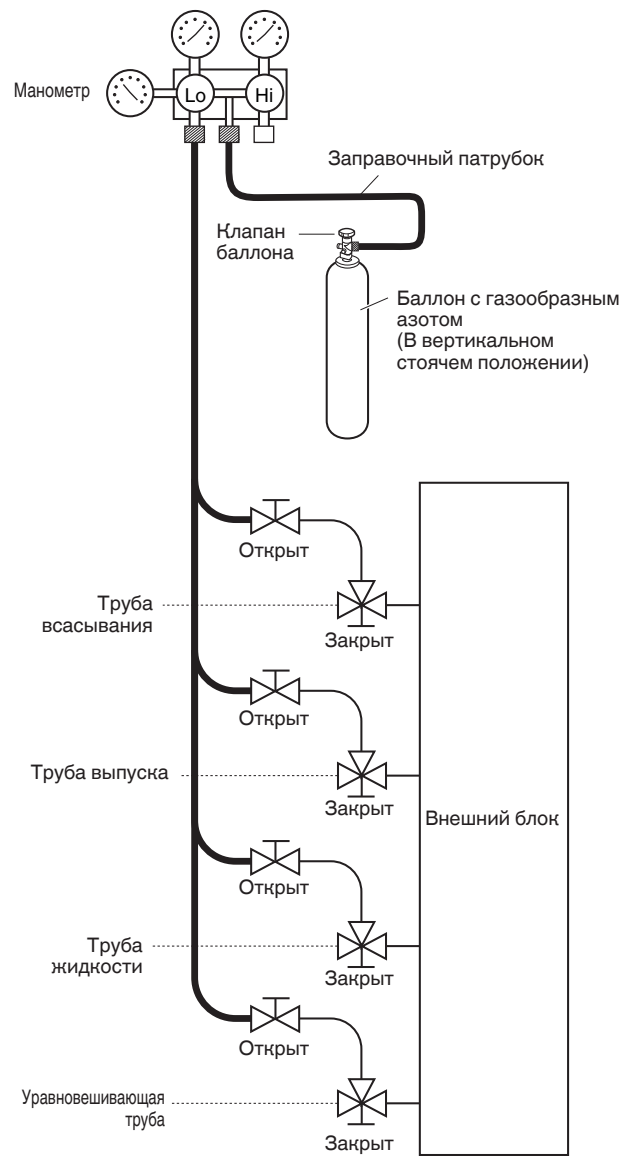 Манометр
Lo
Hi
Заправочный патрубок
Клапан
баллона
Баллон с газообразным
азотом
(В вертикальном
стоячем положении)
Открыт
Труба
всасывания
Закрыт
Открыт
Труба выпуска
Закрыт
Внешний блок
Открыт
Труба
жидкости
Закрыт
Открыт
Уравновешивающая
труба
Закрыт